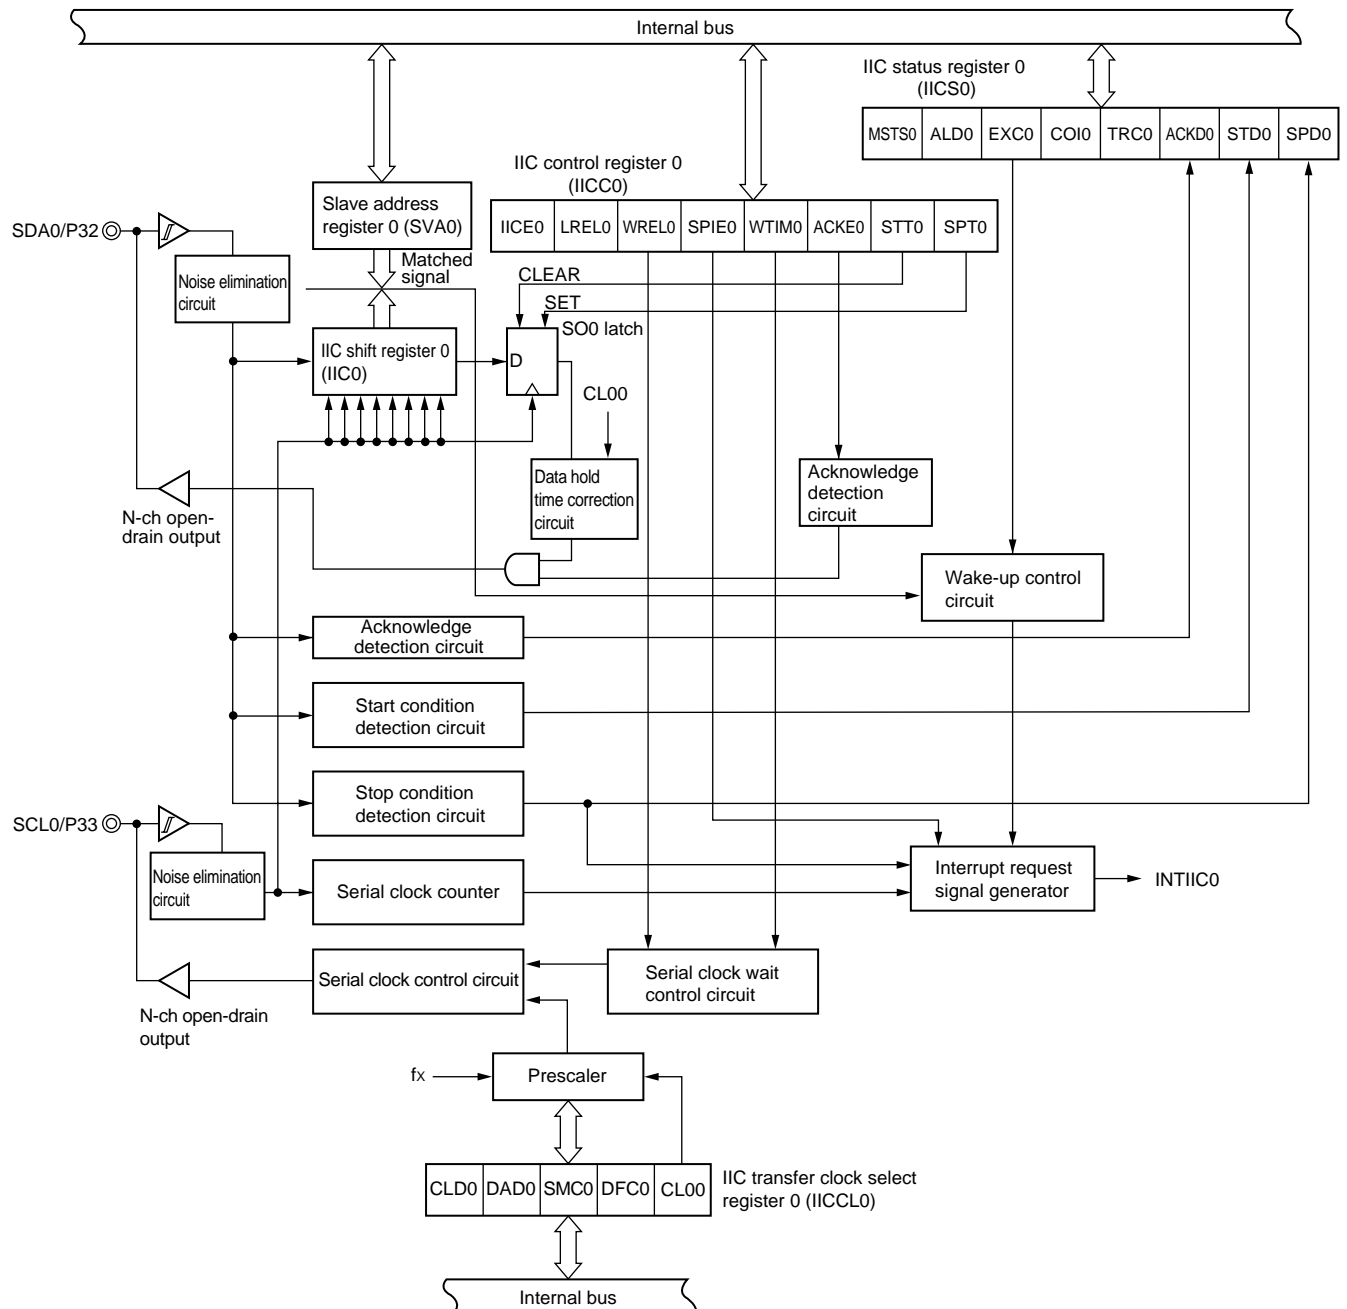 Internal bus
IIC status register 0
(IICS0)
MSTS0 ALD0 EXC0 COI0 TRC0 ACKD0 STD0 SPD0
IIC control register 0
(IICC0)
IICE0 LREL0 WREL0 SPIE0 WTIM0 ACKE0 STT0 SPT0
Slave address
register 0 (SVA0)
SDA0/P32
Matched
signal
Noise elimination
circuit
CLEAR
SET
SO0 latch
IIC shift register 0
(IIC0)
D
CL00
Data hold
time correction
circuit
Acknowledge
detection
circuit
N-ch open-
drain output
Wake-up control
circuit
Acknowledge
detection circuit
Start condition
detection circuit
Stop condition
detection circuit
SCL0/P33
Noise elimination
circuit
Serial clock counter
Interrupt request
signal generator
INTIIC0
Serial clock control circuit
Serial clock wait
control circuit
N-ch open-drain
output
fx
Prescaler
CLD0 DAD0 SMC0 DFC0 CL00
IIC transfer clock select
register 0 (IICCL0)
Internal bus